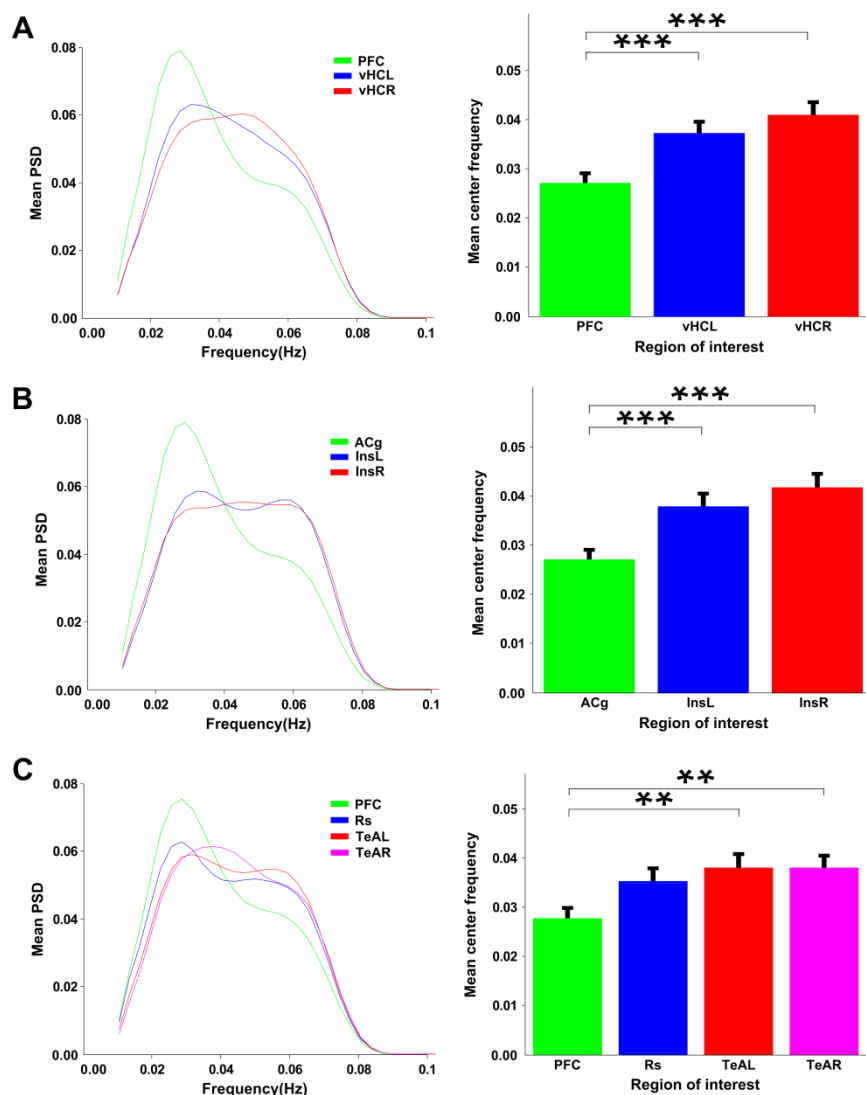 A
Mean PSD
0.08
0.06
0.04
0.02
0.00
0.00 0.02 0.04 0.06 0.08 0.1
Frequency(Hz)
PFC
vHCL
vHCR
Mean center frequency
0.05
0.04
0.03
0.02
0.01
0.00
***
***
PFC vHCL vHCR
Region of interest
B
Mean PSD
0.08
0.06
0.04
0.02
0.00
0.00 0.02 0.04 0.06 0.08 0.1
Frequency(Hz)
ACg
InsL
InsR
Mean center frequency
0.05
0.04
0.03
0.02
0.01
0.00
***
***
ACg InsL InsR
Region of interest
C
Mean PSD
0.08
0.06
0.04
0.02
0.00
0.00 0.02 0.04 0.06 0.08 0.1
Frequency(Hz)
PFC
Rs
TeAL
TeAR
Mean center frequency
0.05
0.04
0.03
0.02
0.01
0.00
**
**
PFC Rs TeAL TeAR
Region of interest